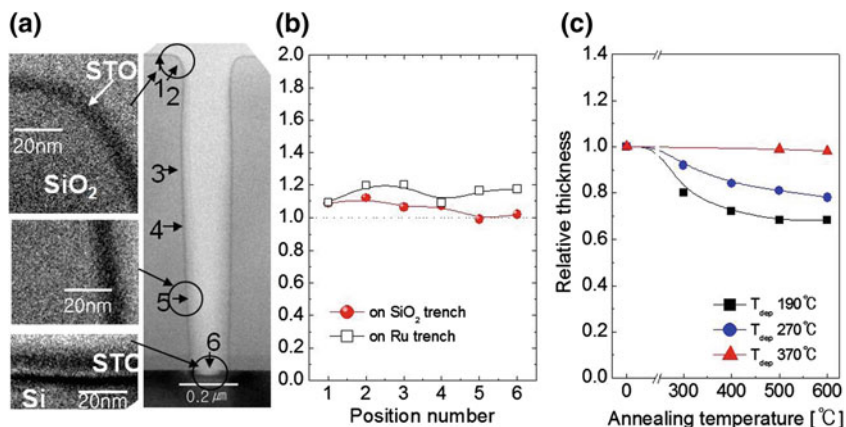 (a)
STO
20nm
SiO₂
20nm
STO
Si
20nm
1
2
3
4
5
6
0.2 μm
(b)
2.0
1.8
1.6
1.4
1.2
1.0
0.8
0.6
0.4
0.2
0.0
on SiO₂ trench
on Ru trench
1 2 3 4 5 6
Position number
(c)
Relative thickness
1.4
1.2
1.0
0.8
0.6
0.4
0.2
0.0
T_dep 190℃
T_dep 270℃
T_dep 370℃
0 300 400 500 600
Annealing temperature [℃]